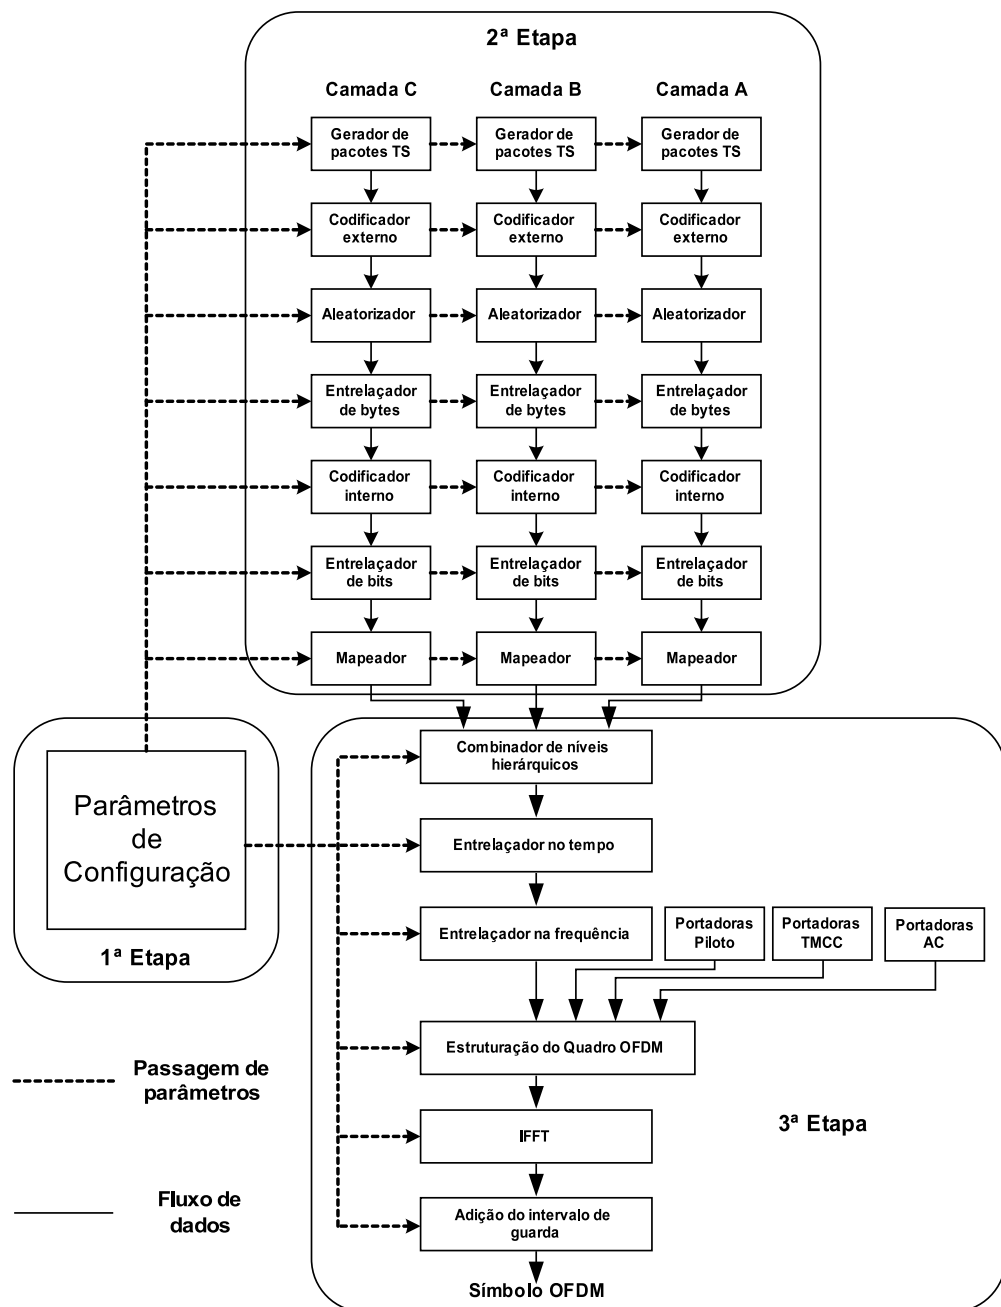 2ª Etapa
Camada C
Camada B
Camada A
Gerador de
pacotes TS
Gerador de
pacotes TS
Gerador de
pacotes TS
Codificador
externo
Codificador
externo
Codificador
externo
Aleatorizador
Aleatorizador
Aleatorizador
Entrelaçador
de bytes
Entrelaçador
de bytes
Entrelaçador
de bytes
Codificador
interno
Codificador
interno
Codificador
interno
Entrelaçador
de bits
Entrelaçador
de bits
Entrelaçador
de bits
Mapeador
Mapeador
Mapeador
Parâmetros
de
Configuração
1ª Etapa
Combinador de níveis
hierárquicos
Entrelaçador no tempo
Entrelaçador na frequência
Portadoras
Piloto
Portadoras
TMCC
Portadoras
AC
Estruturação do Quadro OFDM
IFFT
Adição do intervalo de
guarda
Símbolo OFDM
3ª Etapa
Passagem de
parâmetros
Fluxo de
dados